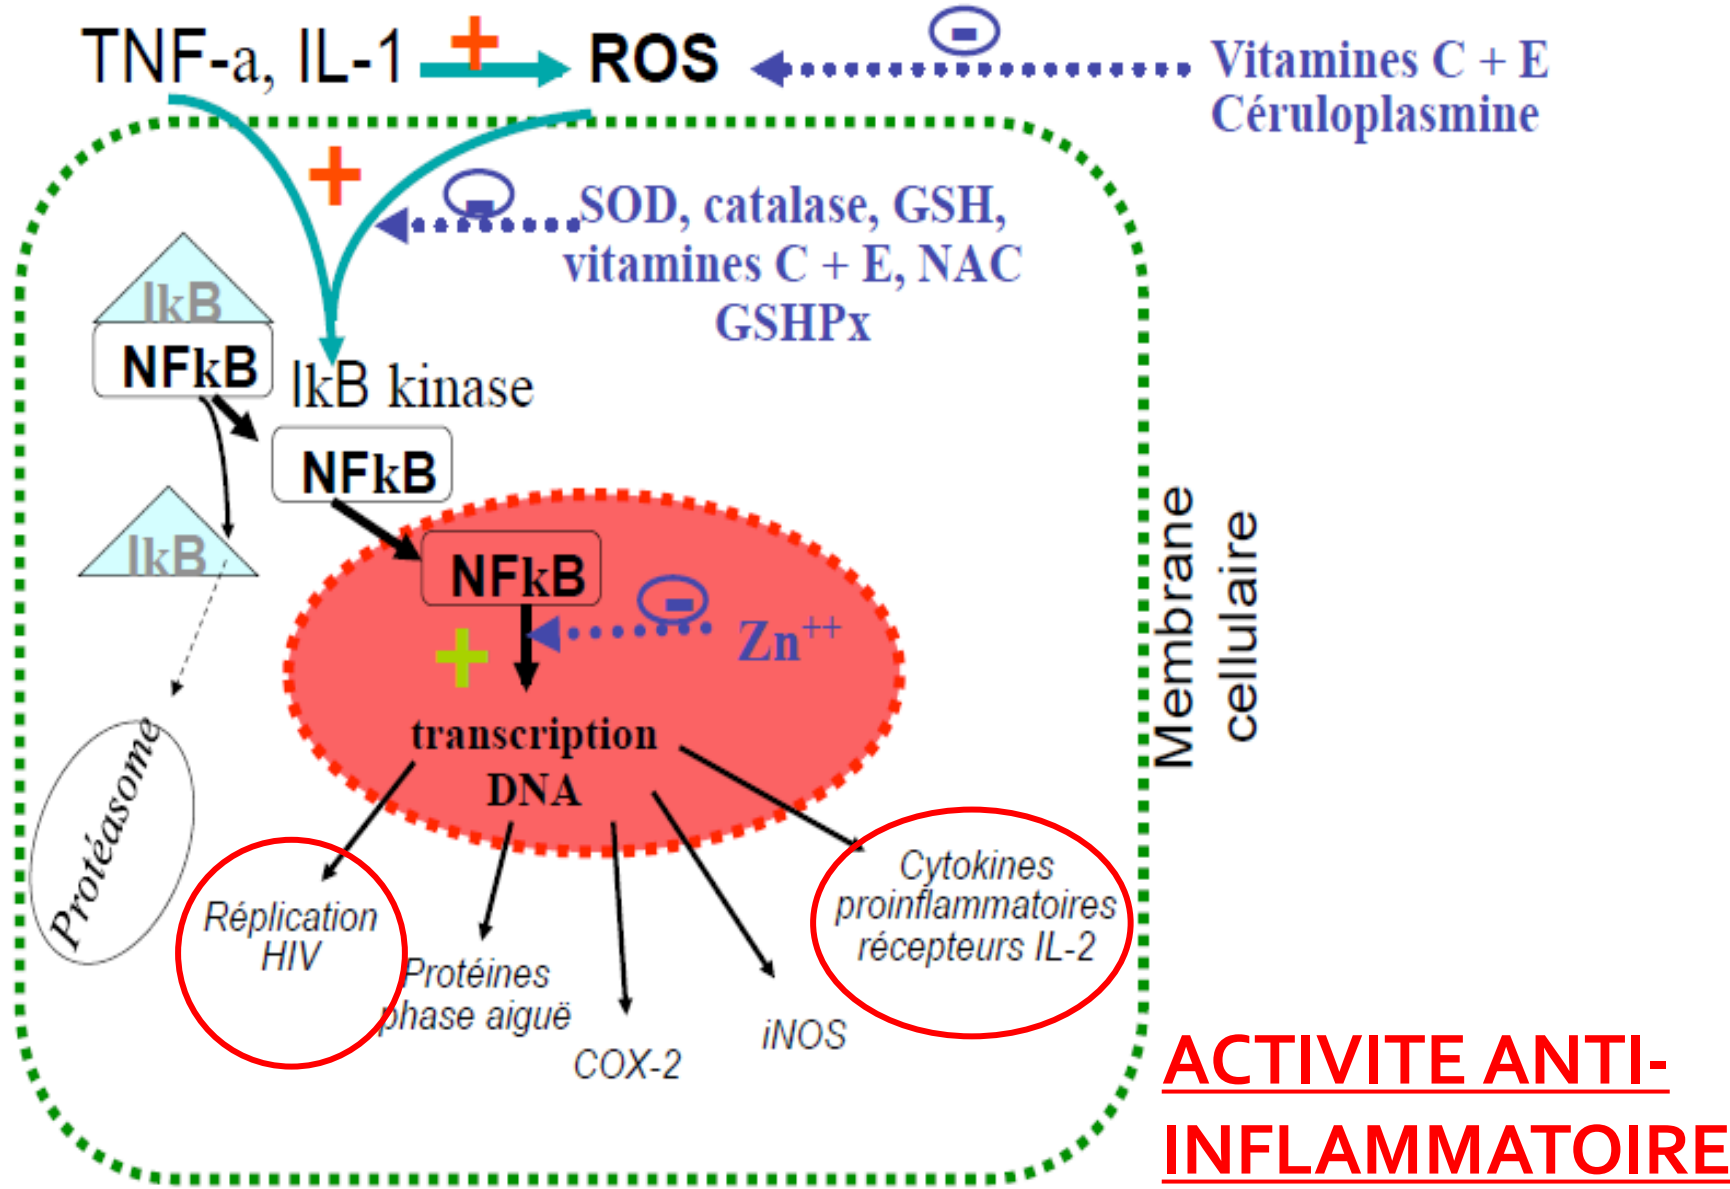 TNF-a, IL-1
+
ROS
-
Vitamines C + E
Céruloplasmine
+
-
SOD, catalase, GSH,
vitamines C + E, NAC
GSHPx
IkB
NFkB
IkB kinase
NFkB
IkB
NFkB
-
Zn++
+
transcription
DNA
Protéasome
Réplication
HIV
Protéines
phase aiguë
COX-2
iNOS
Cytokines
proinflammatoires
récepteurs IL-2
Membrane
cellulaire
ACTIVITE ANTI-
INFLAMMATOIRE